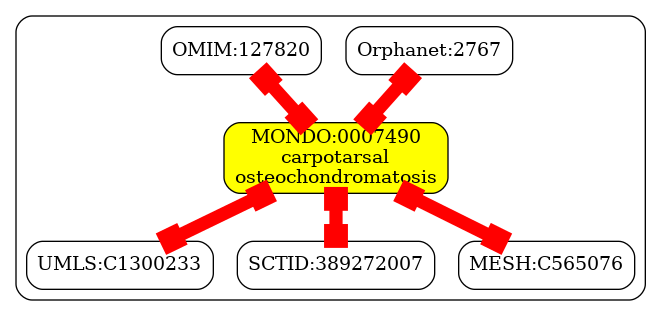 OMIM:127820
Orphanet:2767
MONDO:0007490
carpotarsal
osteochondromatosis
UMLS:C1300233
SCTID:389272007
MESH:C565076